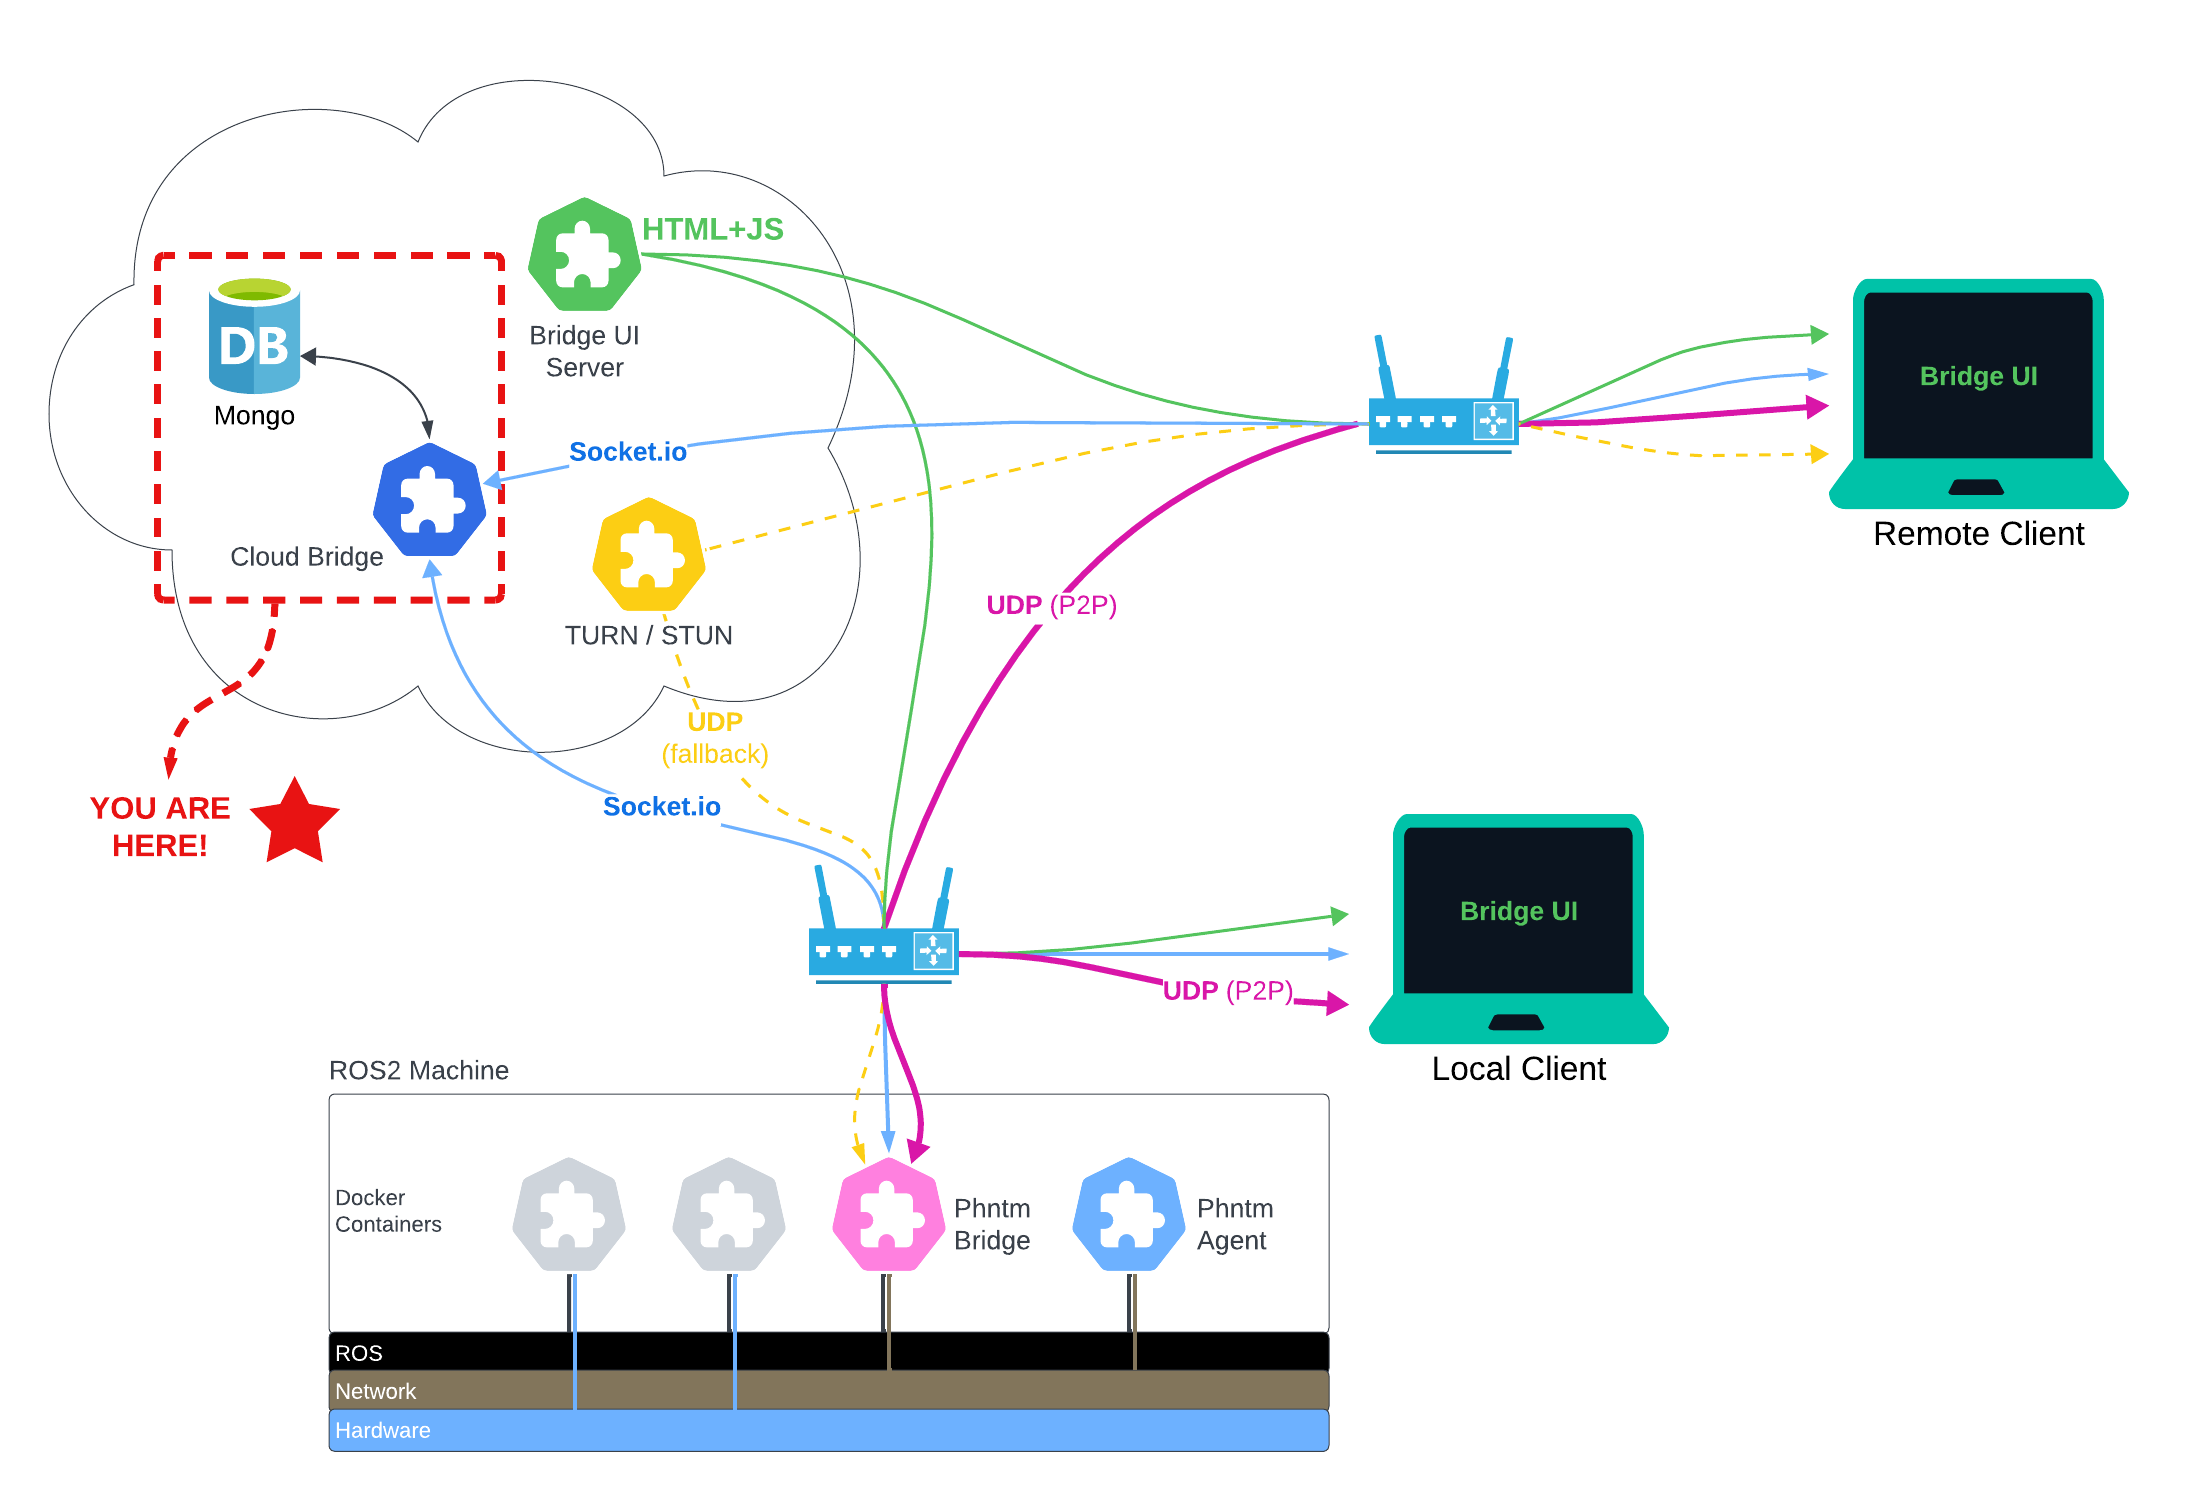 HTML+JS
Bridge UI
Server
DB
Mongo
Socket.io
Cloud Bridge
TURN / STUN
UDP
(fallback)
Socket.io
YOU ARE
HERE!
UDP (P2P)
Bridge UI
Remote Client
Bridge UI
UDP (P2P)
Local Client
ROS2 Machine
Docker
Containers
Phntm
Bridge
Phntm
Agent
ROS
Network
Hardware